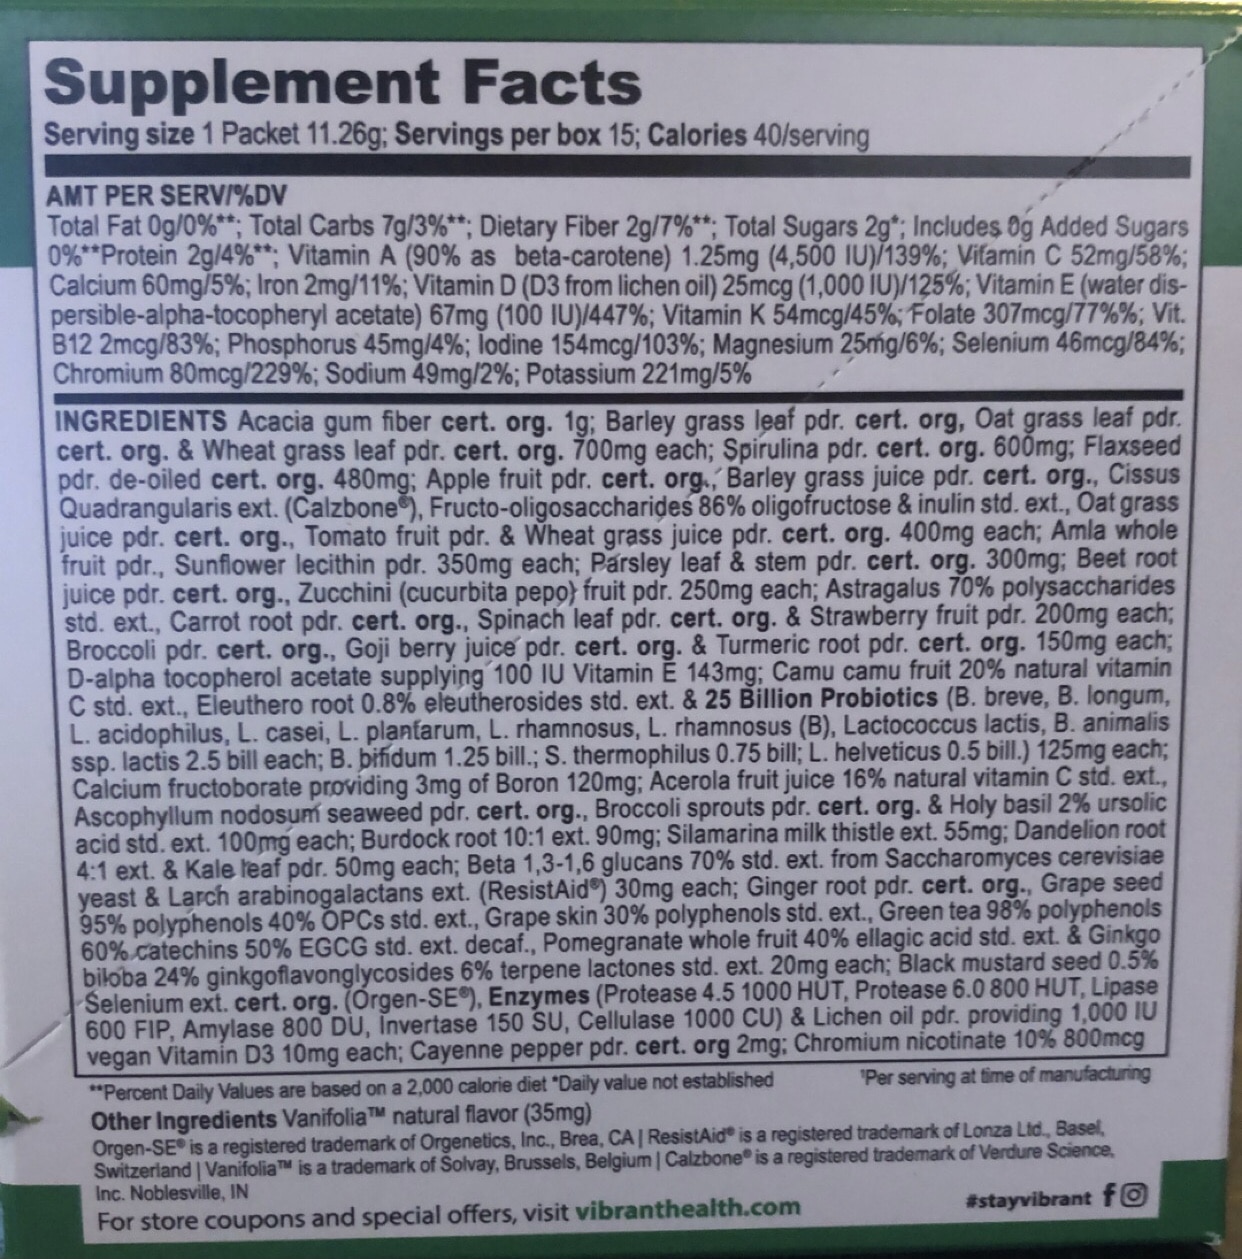 Supplement Facts
Serving size 1 Packet 11.26g; Servings per box 15; Calories 40/serving
AMT PER SERV/%DV
Total Fat 0g/0%**; Total Carbs 7g/3%**; Dietary Fiber 2g/7%**; Total Sugars 2g*; Includes 0g Added Sugars
0%**Protein 2g/4%**; Vitamin A (90% as beta-carotene) 1.25mg (4,500 IU)/139%; Vitamin C 52mg/58%;
Calcium 60mg/5%; Iron 2mg/11%; Vitamin D (D3 from lichen oil) 25mcg (1,000 IU)/125%; Vitamin E (water dis-
persible-alpha-tocopheryl acetate) 67mg (100 IU)/447%; Vitamin K 54mcg/45%; Folate 307mcg/77%%; Vit.
B12 2mcg/83%; Phosphorus 45mg/4%; Iodine 154mcg/103%; Magnesium 25mg/6%; Selenium 46mcg/84%;
Chromium 80mcg/229%; Sodium 49mg/2%; Potassium 221mg/5%
INGREDIENTS Acacia gum fiber cert. org. 1g; Barley grass leaf pdr. cert. org, Oat grass leaf pdr.
cert. org. & Wheat grass leaf pdr. cert. org. 700mg each; Spirulina pdr. cert. org. 600mg; Flaxseed
pdr. de-oiled cert. org. 480mg; Apple fruit pdr. cert. org., Barley grass juice pdr. cert. org., Cissus
Quadrangularis ext. (Calzbone®), Fructo-oligosaccharides 86% oligofructose & inulin std. ext., Oat grass
juice pdr. cert. org., Tomato fruit pdr. & Wheat grass juice pdr. cert. org. 400mg each; Amla whole
fruit pdr., Sunflower lecithin pdr. 350mg each; Parsley leaf & stem pdr. cert. org. 300mg; Beet root
juice pdr. cert. org., Zucchini (cucurbita pepo) fruit pdr. 250mg each; Astragalus 70% polysaccharides
std. ext., Carrot root pdr. cert. org., Spinach leaf pdr. cert. org. & Strawberry fruit pdr. 200mg each;
Broccoli pdr. cert. org., Goji berry juice pdr. cert. org. & Turmeric root pdr. cert. org. 150mg each;
D-alpha tocopherol acetate supplying 100 IU Vitamin E 143mg; Camu camu fruit 20% natural vitamin
C std. ext., Eleuthero root 0.8% eleutherosides std. ext. & 25 Billion Probiotics (B. breve, B. longum,
L. acidophilus, L. casei, L. plantarum, L. rhamnosus, L. rhamnosus (B), Lactococcus lactis, B. animalis
ssp. lactis 2.5 bill each; B. bifidum 1.25 bill.; S. thermophilus 0.75 bill; L. helveticus 0.5 bill.) 125mg each;
Calcium fructoborate providing 3mg of Boron 120mg; Acerola fruit juice 16% natural vitamin C std. ext.,
Ascophyllum nodosum seaweed pdr. cert. org., Broccoli sprouts pdr. cert. org. & Holy basil 2% ursolic
acid std. ext. 100mg each; Burdock root 10:1 ext. 90mg; Silamarina milk thistle ext. 55mg; Dandelion root
4:1 ext. & Kale leaf pdr. 50mg each; Beta 1,3-1,6 glucans 70% std. ext. from Saccharomyces cerevisiae
yeast & Larch arabinogalactans ext. (ResistAid®) 30mg each; Ginger root pdr. cert. org., Grape seed
95% polyphenols 40% OPCs std. ext., Grape skin 30% polyphenols std. ext., Green tea 98% polyphenols
60% catechins 50% EGCG std. ext. decaf., Pomegranate whole fruit 40% ellagic acid std. ext. & Ginkgo
biloba 24% ginkgoflavonglycosides 6% terpene lactones std. ext. 20mg each; Black mustard seed 0.5%
Selenium ext. cert. org. (Orgen-SE®), Enzymes (Protease 4.5 1000 HUT, Protease 6.0 800 HUT, Lipase
600 FIP, Amylase 800 DU, Invertase 150 SU, Cellulase 1000 CU) & Lichen oil pdr. providing 1,000 IU
vegan Vitamin D3 10mg each; Cayenne pepper pdr. cert. org 2mg; Chromium nicotinate 10% 800mcg
**Percent Daily Values are based on a 2,000 calorie diet *Daily value not established ¹Per serving at time of manufacturing
Other Ingredients Vanifolia™ natural flavor (35mg)
Orgen-SE® is a registered trademark of Orgenetics, Inc., Brea, CA | ResistAid® is a registered trademark of Lonza Ltd., Basel,
Switzerland | Vanifolia™ is a trademark of Solvay, Brussels, Belgium | Calzbone® is a registered trademark of Verdure Science,
Inc. Noblesville, IN
#stayvibrant
For store coupons and special offers, visit vibranthealth.com